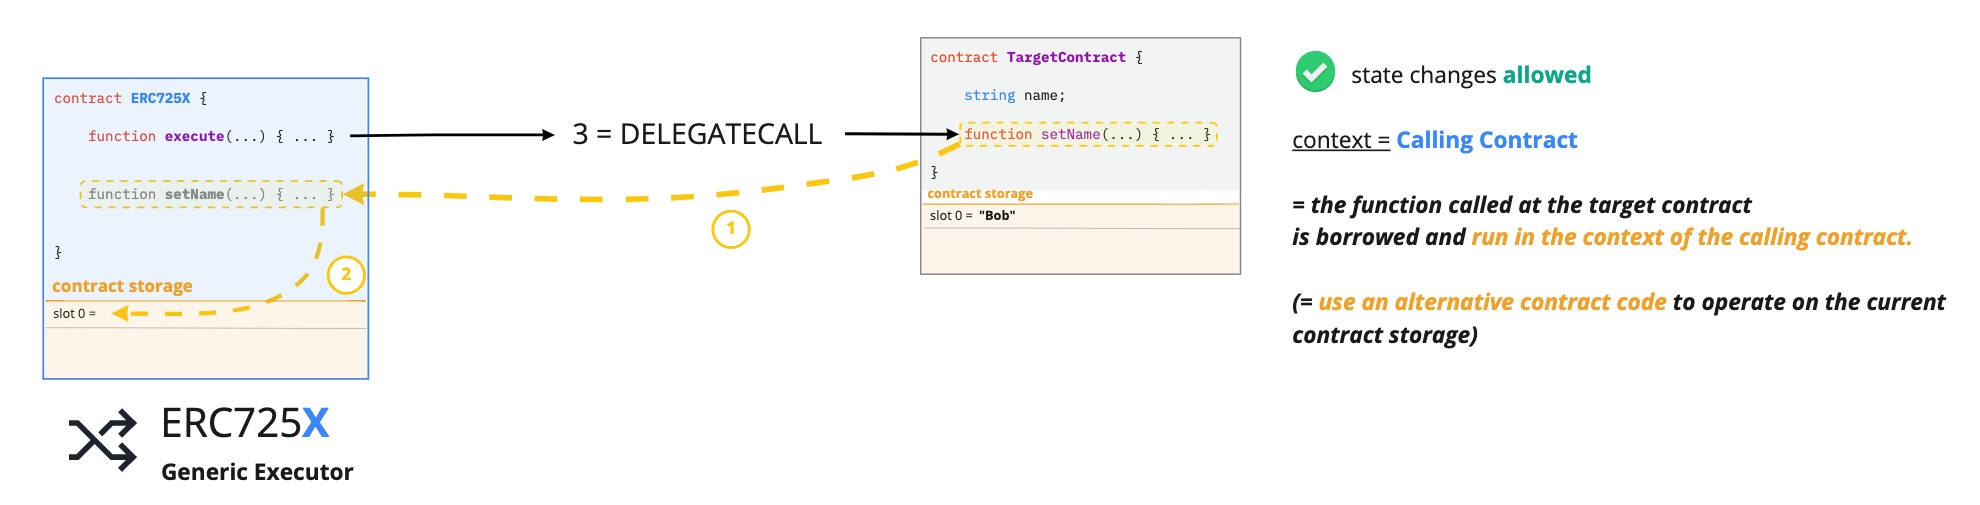 contract ERC725X {
function execute(...) { ... }
function setName(...) { ... }
}
contract storage
slot 0 =
ERC725X
Generic Executor
3 = DELEGATECALL
1
2
contract TargetContract {
string name;
function setName(...) { ... }
}
contract storage
slot 0 = "Bob"
state changes allowed
context = Calling Contract
= the function called at the target contract
is borrowed and run in the context of the calling contract.
(= use an alternative contract code to operate on the current
contract storage)